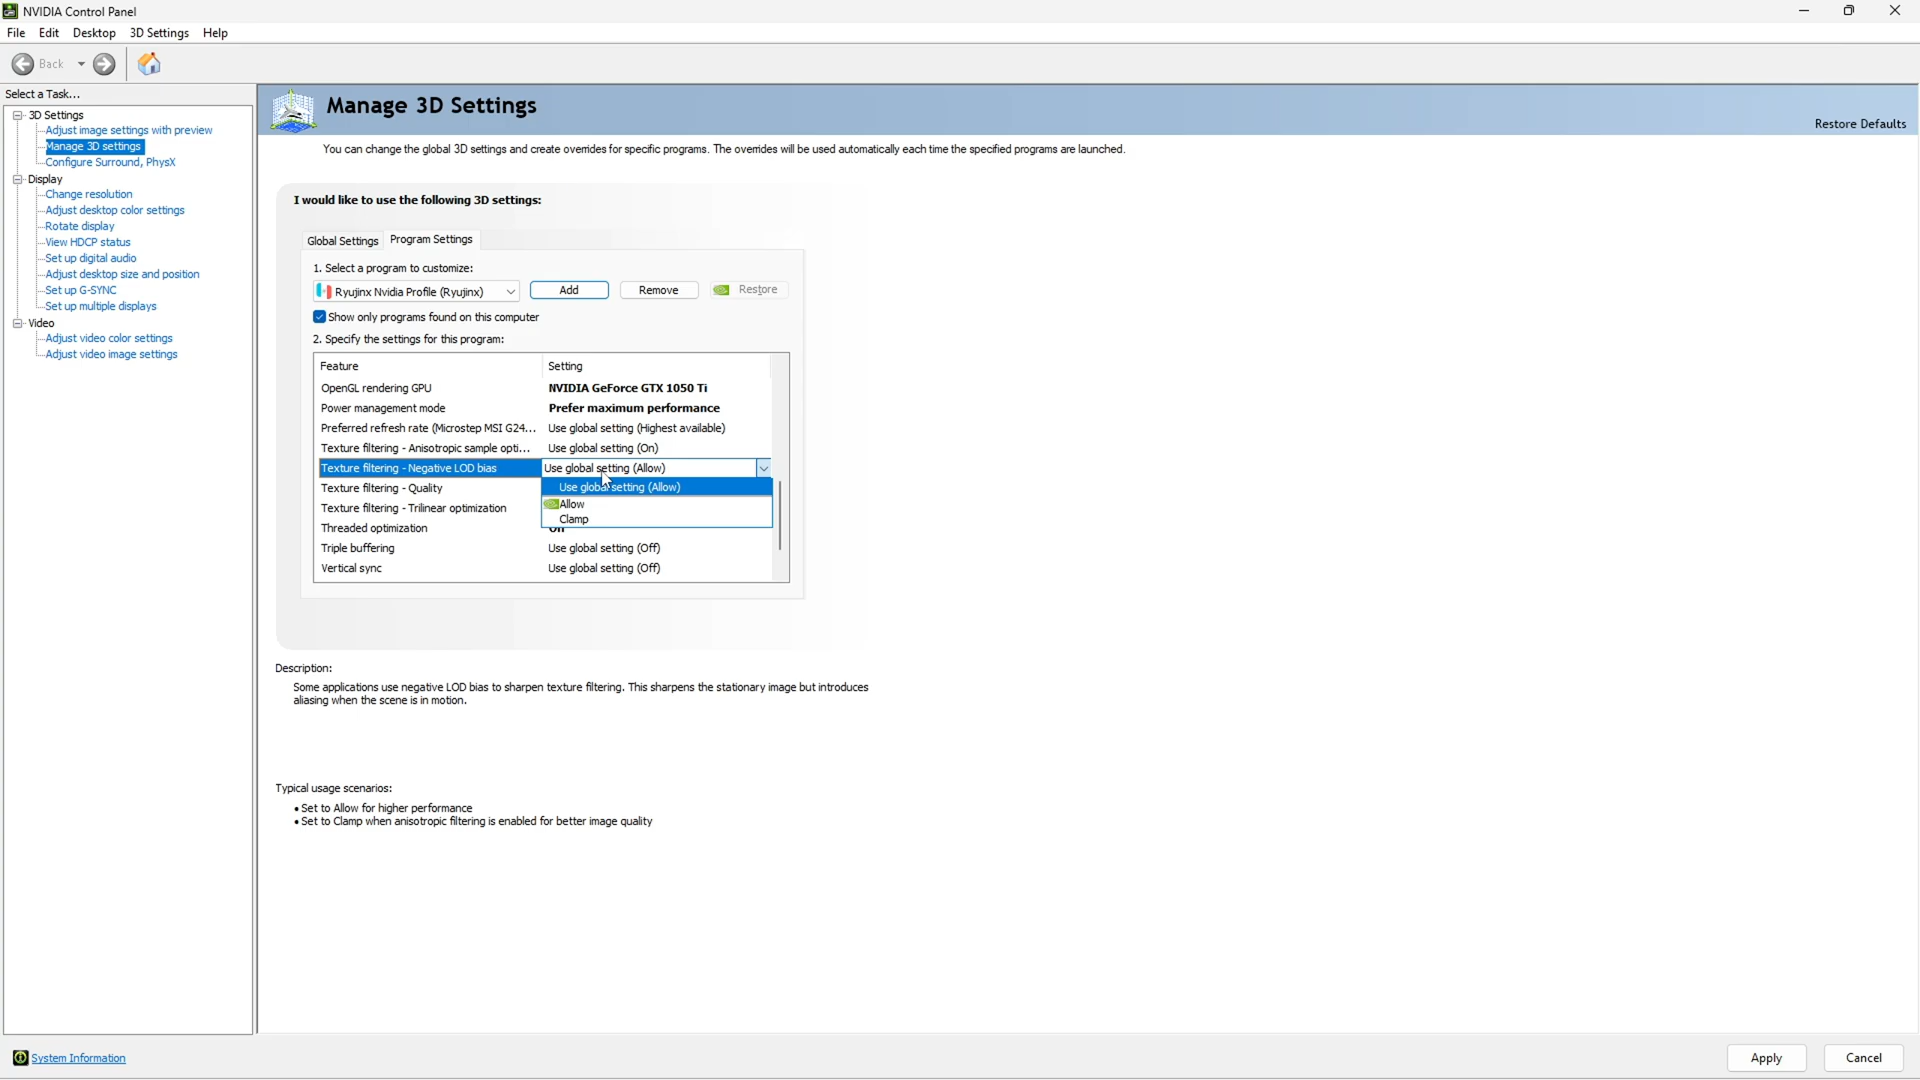 NVIDIA Control Panel
File Edit Desktop 3D Settings Help
Back
Select a Task...
3D Settings
Adjust image settings with preview
Manage 3D settings
Configure Surround, PhysX
Display
Change resolution
Adjust desktop color settings
Rotate display
View HDCP status
Set up digital audio
Adjust desktop size and position
Set up G-SYNC
Set up multiple displays
Video
Adjust video color settings
Adjust video image settings
Manage 3D Settings
Restore Defaults
You can change the global 3D settings and create overrides for specific programs. The overrides will be used automatically each time the specified programs are launched.
I would like to use the following 3D settings:
Global Settings Program Settings
1. Select a program to customize:
Ryujinx Nvidia Profile (Ryujinx) Add Remove Restore
Show only programs found on this computer
2. Specify the settings for this program:
Feature Setting
OpenGL rendering GPU NVIDIA GeForce GTX 1050 Ti
Power management mode Prefer maximum performance
Preferred refresh rate (Microstep MSI G24... Use global setting (Highest available)
Texture filtering - Anisotropic sample opti... Use global setting (On)
Texture filtering - Negative LOD bias Use global setting (Allow)
Texture filtering - Quality Use global setting (Allow)
Texture filtering - Trilinear optimization Allow
Clamp
Threaded optimization
Triple buffering Use global setting (Off)
Vertical sync Use global setting (Off)
Description:
Some applications use negative LOD bias to sharpen texture filtering. This sharpens the stationary image but introduces
aliasing when the scene is in motion.
Typical usage scenarios:
• Set to Allow for higher performance
• Set to Clamp when anisotropic filtering is enabled for better image quality
System Information
Apply Cancel